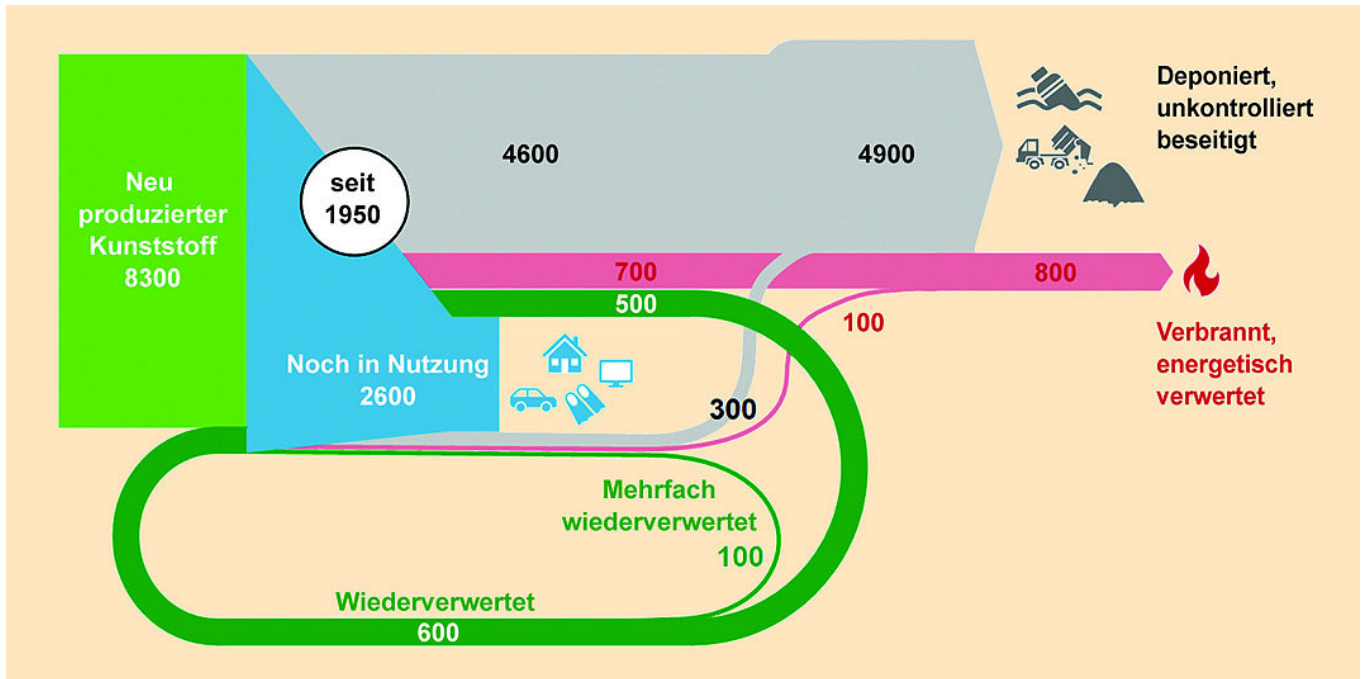 Neu
produzierter
Kunststoff
8300
seit
1950
4600
4900
Deponiert,
unkontrolliert
beseitigt
700
800
500
100
Verbrannt,
energetisch
verwertet
Noch in Nutzung
2600
300
Mehrfach
wiederverwertet
100
Wiederverwertet
600